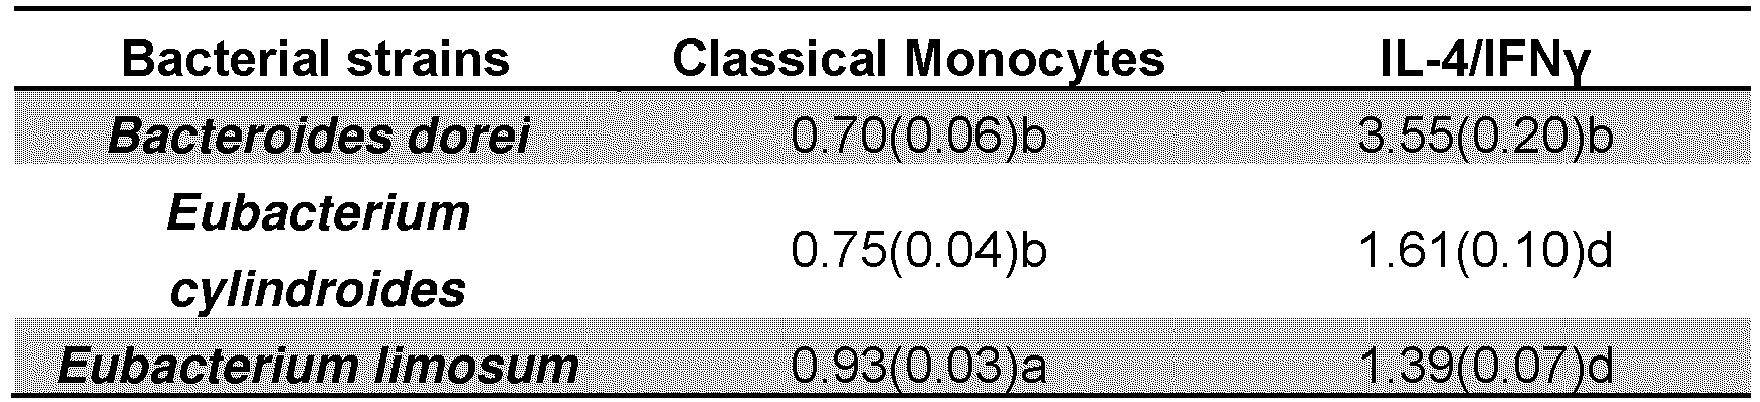 Bacterial strains Classical Monocytes IL-4/IFNγ
Bacteroides dorei 0.70(0.06)b 3.55(0.20)b
Eubacterium
cylindroides 0.75(0.04)b 1.61(0.10)d
Eubacterium limosum 0.93(0.03)a 1.39(0.07)d